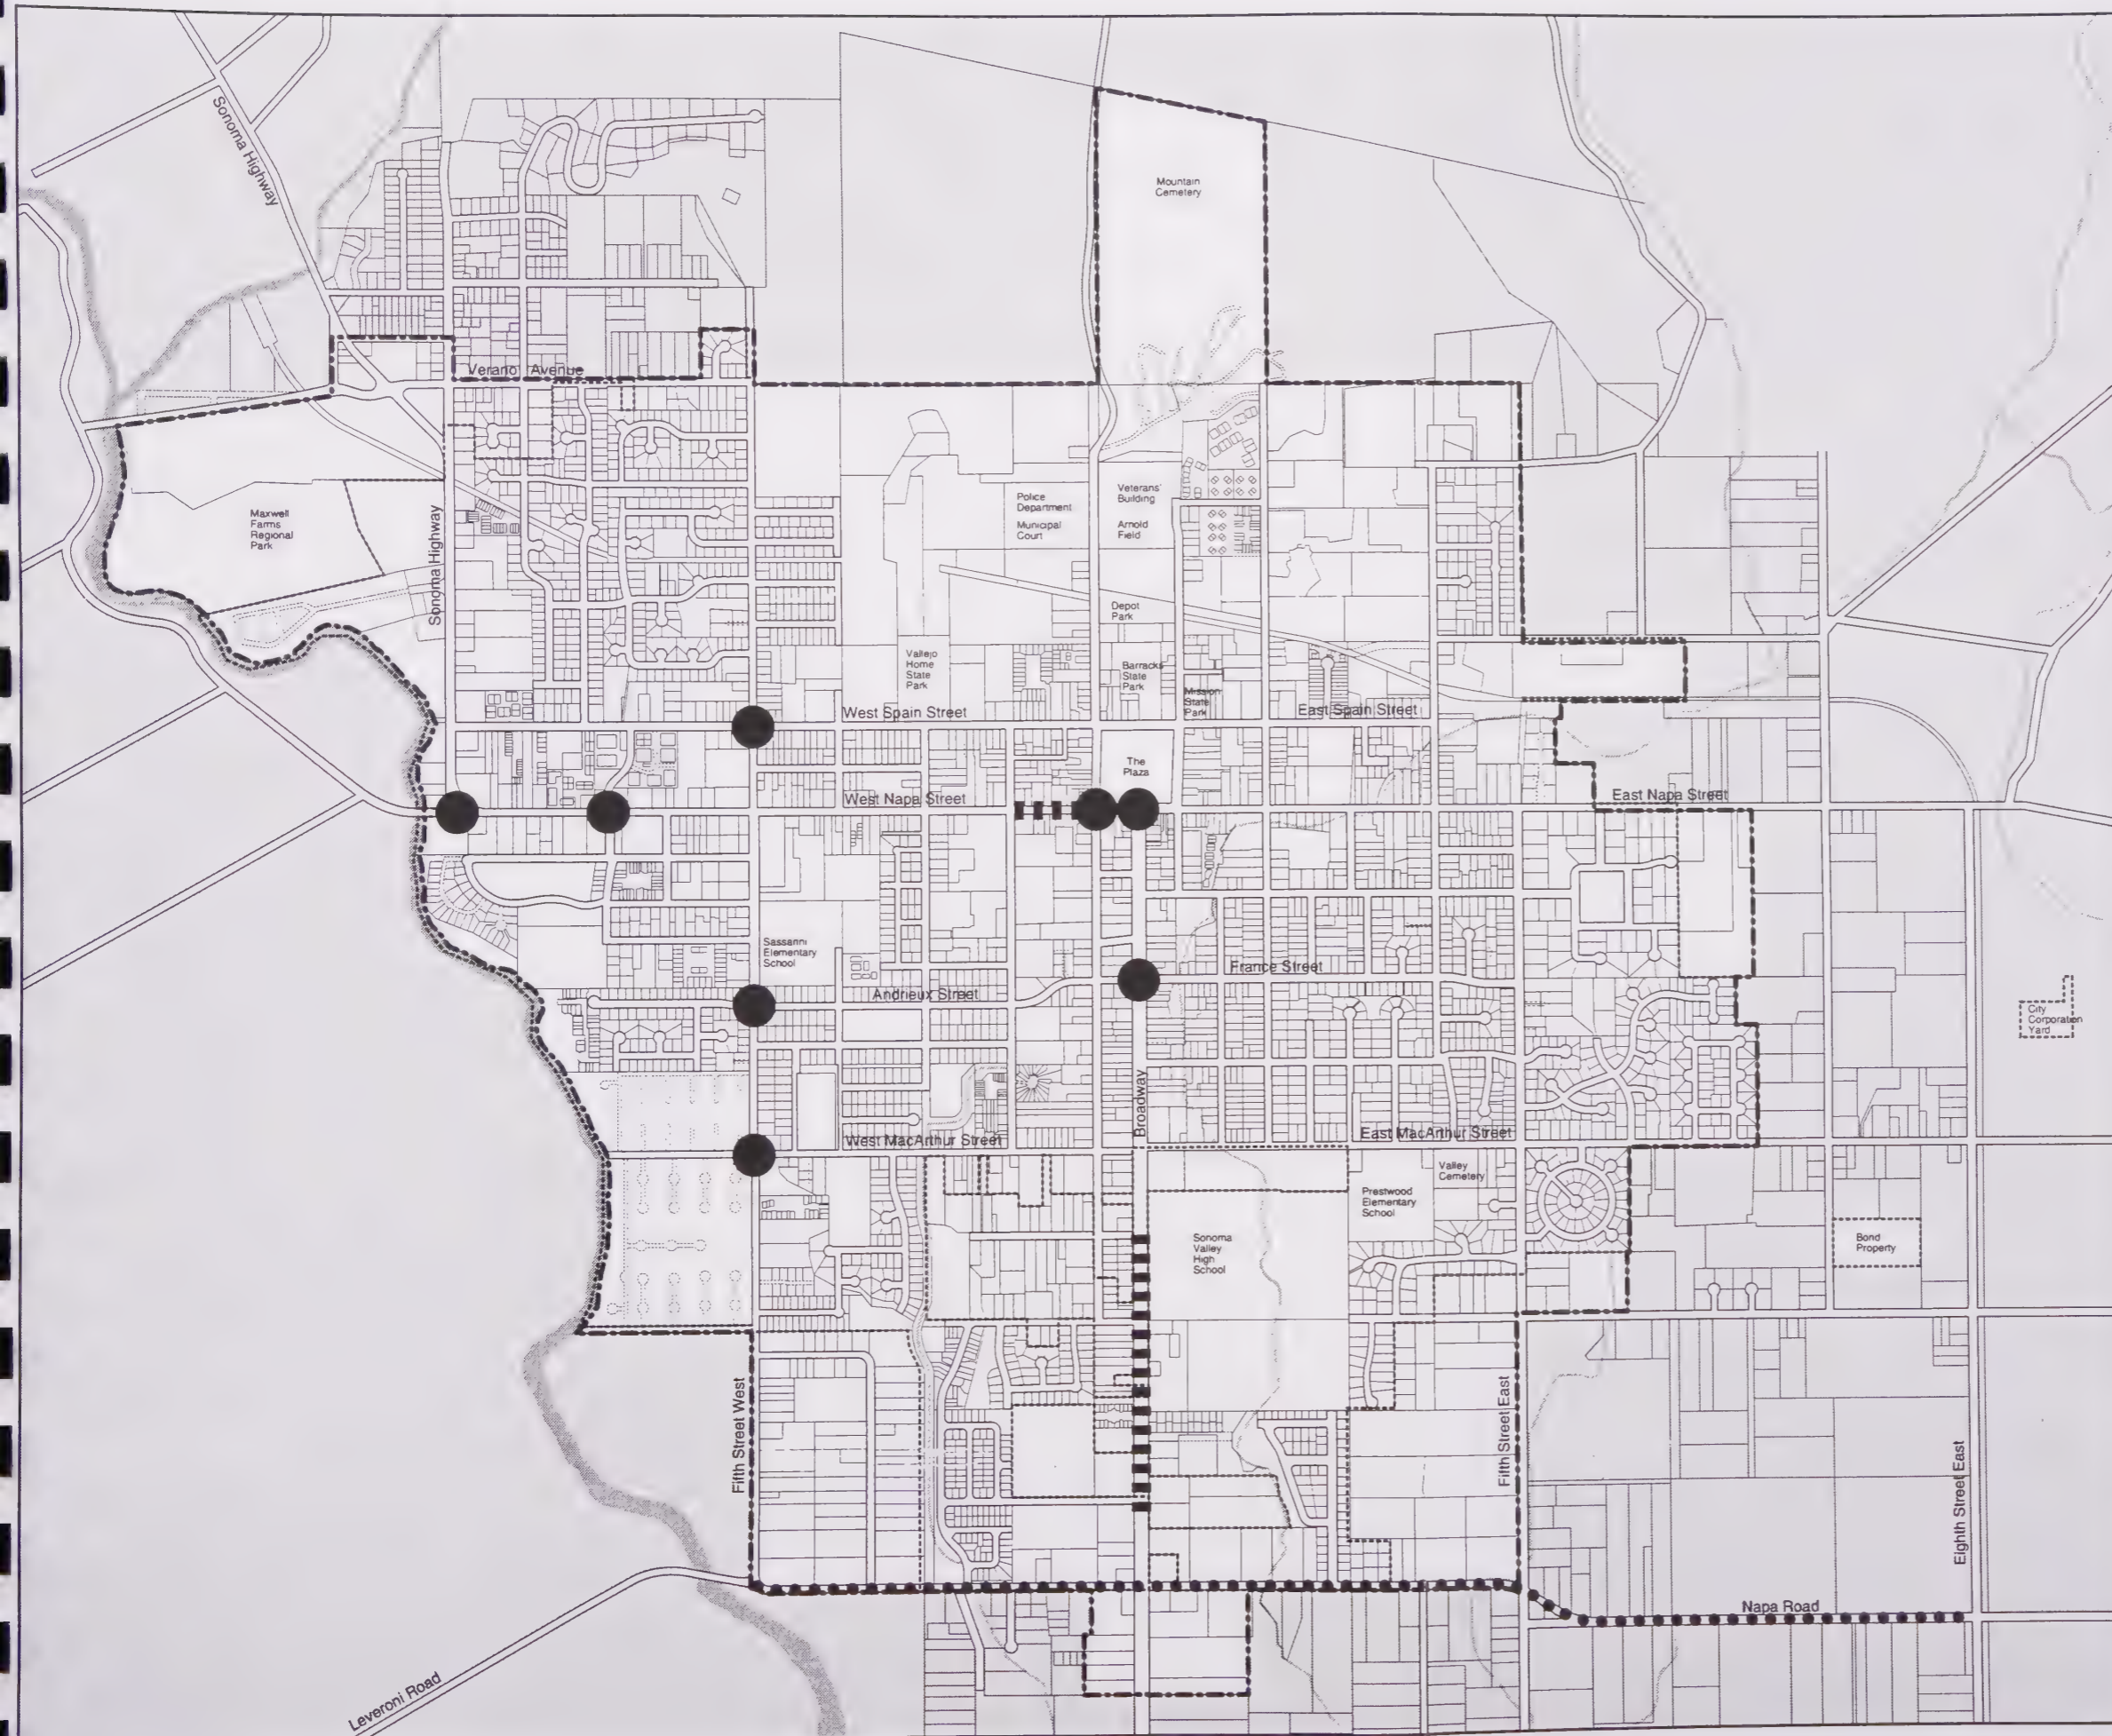 Sonoma Highway
Mountain
Cemetery
Verano Avenue
Maxwell
Farms
Regional
Park
Sonoma Highway
Police
Department
Municipal
Court
Veterans'
Building
Arnold
Field
Depot
Park
Vallejo
Home
State
Park
Barracks
State
Park
Mission
State
Park
West Spain Street
East Spain Street
The
Plaza
West Napa Street
East Napa Street
Sassarini
Elementary
School
Andrieux Street
France Street
City
Corporation
Yard
Broadway
West MacArthur Street
East MacArthur Street
Valley
Cemetery
Prestwood
Elementary
School
Sonoma
Valley
High
School
Bond
Property
Fifth Street West
Fifth Street East
Eighth Street East
Napa Road
Leveroni Road